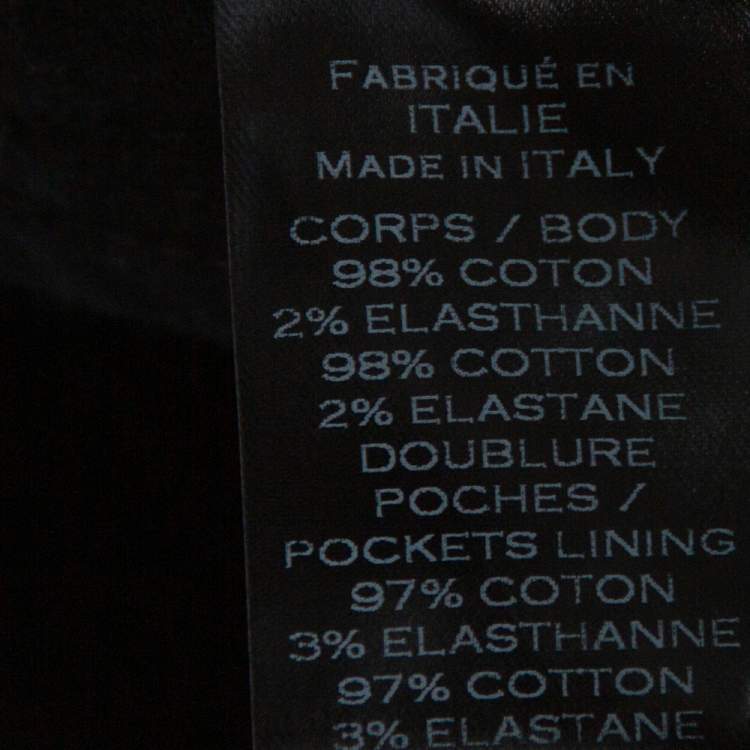 FABRIQUÉ EN
ITALIE
MADE IN ITALY
CORPS / BODY
98% COTON
2% ELASTHANNE
98% COTTON
2% ELASTANE
DOUBLURE
POCHES /
POCKETS LINING
97% COTON
3% ELASTHANNE
97% COTTON
3% ELASTANE